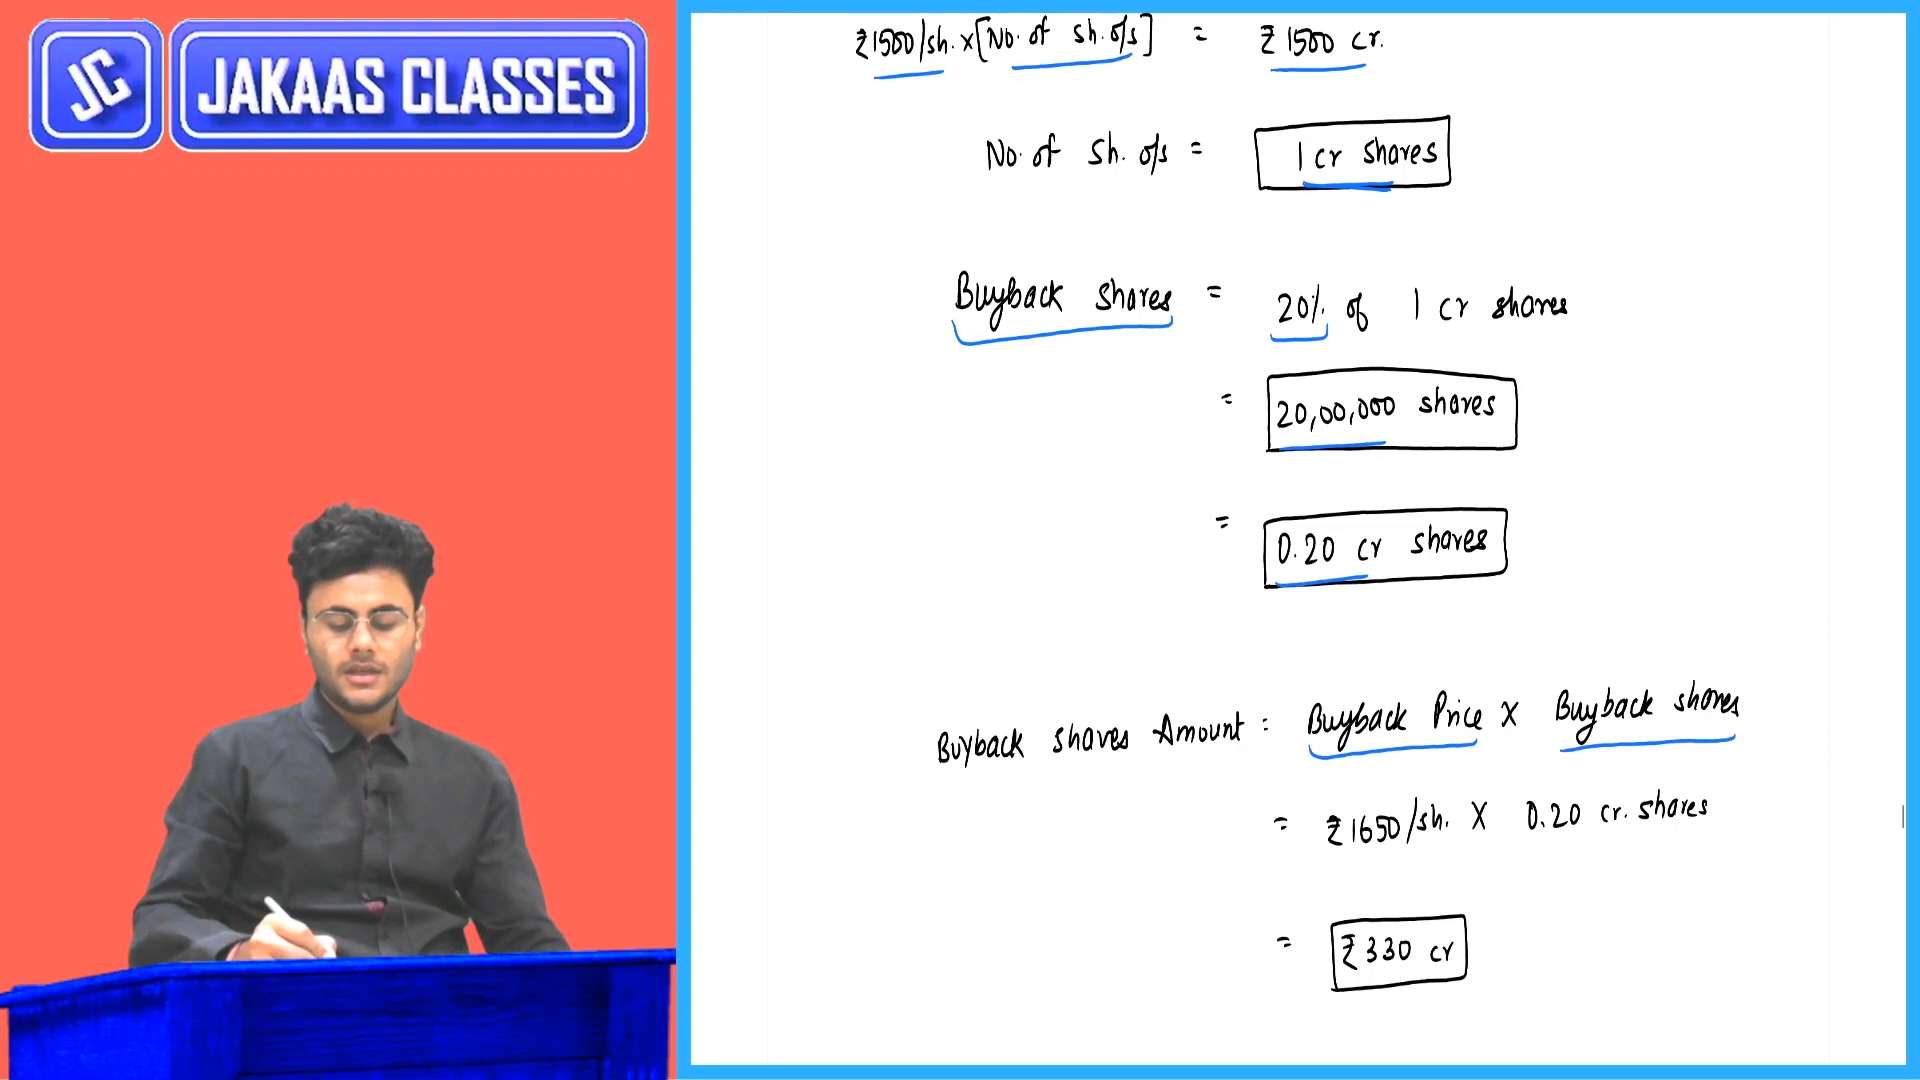 JC JAKAAS CLASSES
₹1500/sh. x [No. of sh. o/s] = ₹1500 cr.
No. of sh. o/s = 1 cr shares
Buyback shares = 20% of 1 cr shares
= 20,00,000 shares
= 0.20 cr shares
Buyback shares Amount = Buyback Price X Buyback shares
= ₹1650/sh. X 0.20 cr. shares
= ₹330 cr